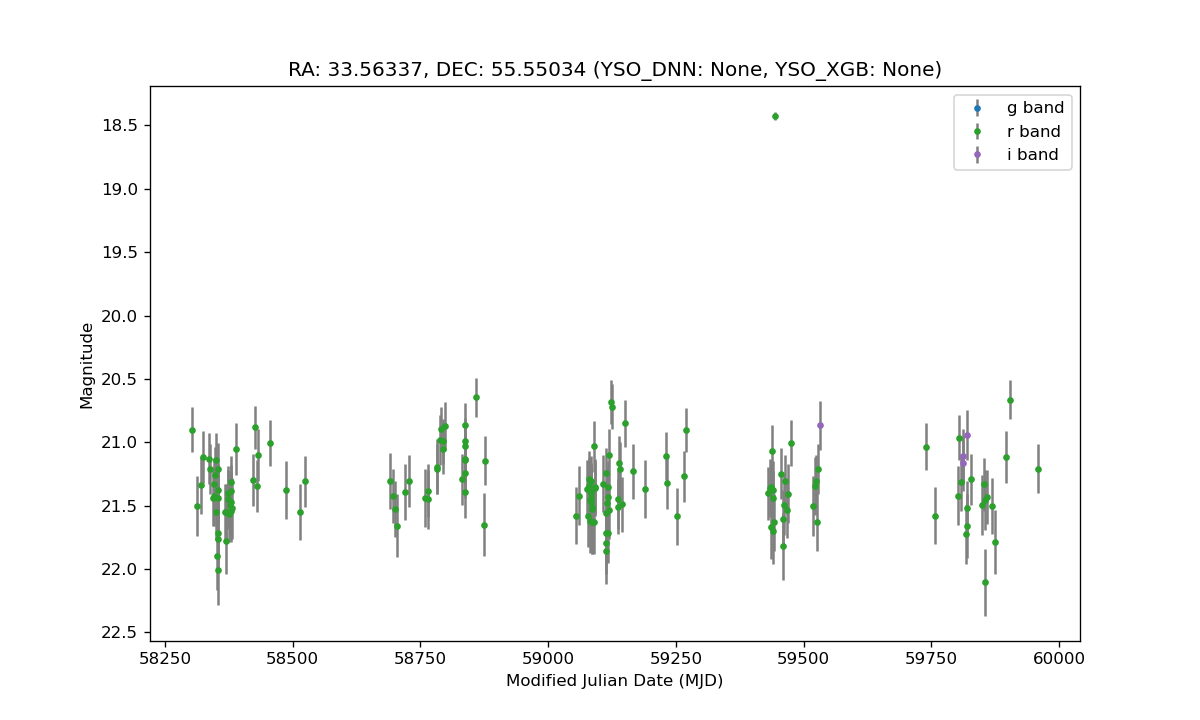 RA: 33.56337, DEC: 55.55034 (YSO_DNN: None, YSO_XGB: None)
g band
r band
i band
18.5
19.0
19.5
20.0
20.5
21.0
21.5
22.0
22.5
Magnitude
58250 58500 58750 59000 59250 59500 59750 60000
Modified Julian Date (MJD)